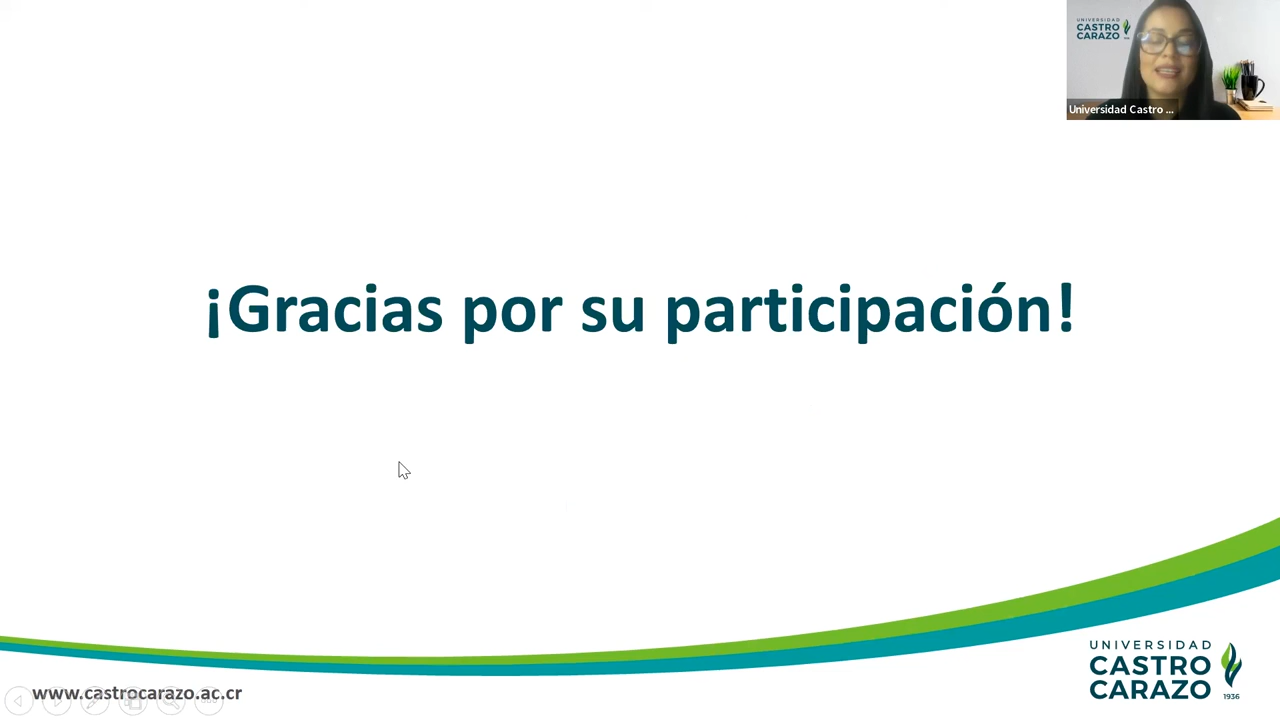 UNIVERSIDAD
CASTRO
CARAZO
Universidad Castro ...
¡Gracias por su participación!
www.castrocarazo.ac.cr
UNIVERSIDAD
CASTRO
CARAZO
1936